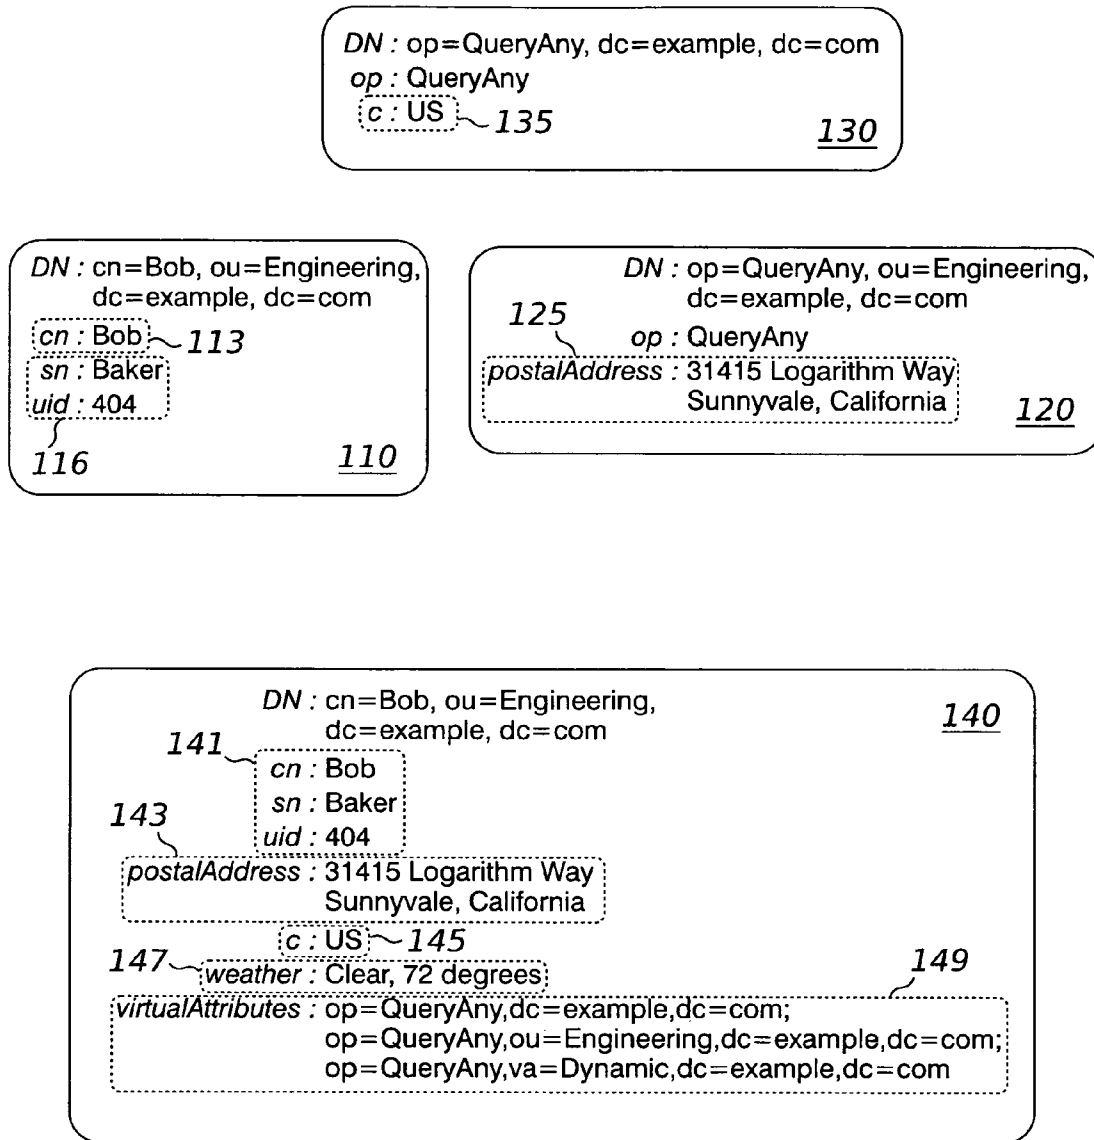 DN : op=QueryAny, dc=example, dc=com
op : QueryAny
c : US 135
130
DN : cn=Bob, ou=Engineering,
dc=example, dc=com
cn : Bob 113
sn : Baker
uid : 404
116
110
DN : op=QueryAny, ou=Engineering,
dc=example, dc=com
125
op : QueryAny
postalAddress : 31415 Logarithm Way
Sunnyvale, California
120
DN : cn=Bob, ou=Engineering,
dc=example, dc=com
140
141
cn : Bob
sn : Baker
143
uid : 404
postalAddress : 31415 Logarithm Way
Sunnyvale, California
c : US 145
147 weather : Clear, 72 degrees
149
virtualAttributes : op=QueryAny,dc=example,dc=com;
op=QueryAny,ou=Engineering,dc=example,dc=com;
op=QueryAny,va=Dynamic,dc=example,dc=com